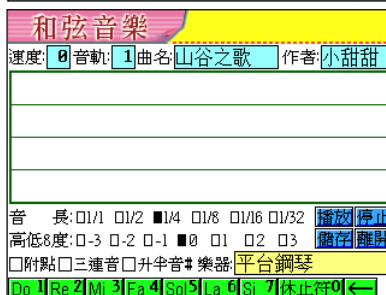 和弦音樂
速度: 0 音軌: 1 曲名:山谷之歌 作者:小甜甜
音 長:□1/1 □1/2 ■1/4 □1/8 □1/16 □1/32 播放 停止
高低8度:□-3 □-2 □-1 ■0 □1 □2 □3 儲存 離開
□附點□三連音□升半音# 樂器:平台鋼琴
Do 1 Re 2 Mi 3 Fa 4 Sol 5 La 6 Si 7 休止符0 ←